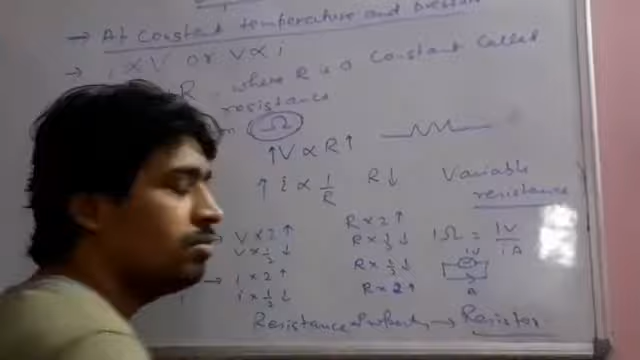 → At Constant temperature and pressure
→ i ∝ V or V ∝ i
R - where R is a constant called
resistance
Ω
↑V ∝ R↑
↑ i ∝ 1/R R↓
Variable
resistance
V × 2 ↑ R × 2 ↑
V × 1/2 ↓ R × 1/2 ↓ 1Ω = 1V/1A
→ i × 2 ↑ R × 1/2 ↓ 1V
i × 1/2 ↓ R × 2 ↑ A
Resistance Property → Resistor